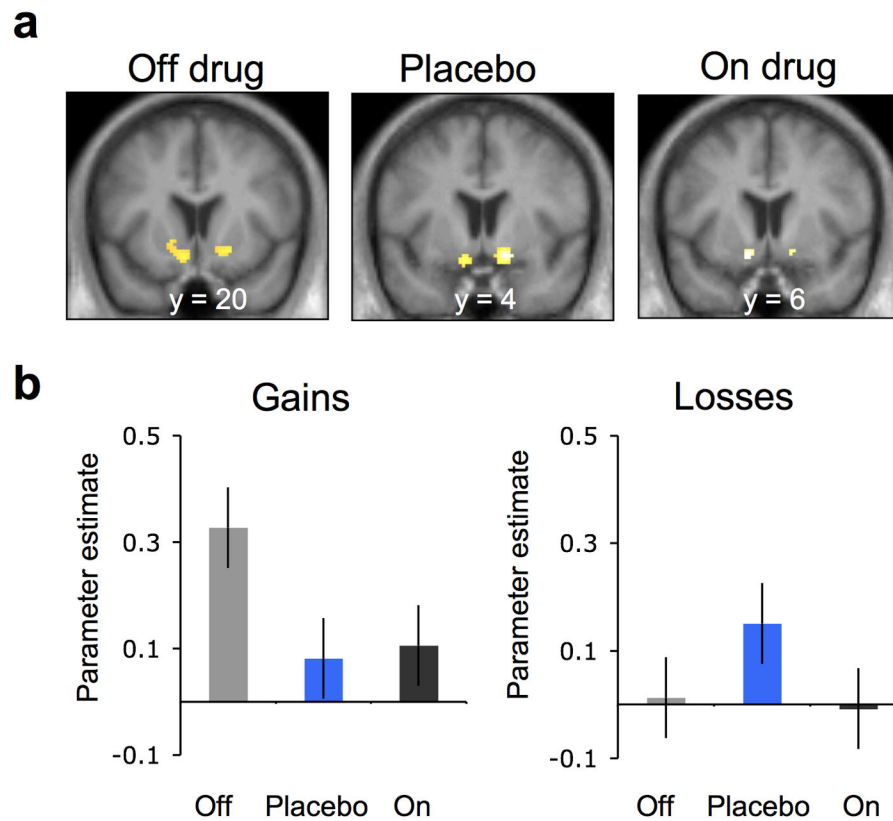 a
Off drug
Placebo
On drug
y = 20
y = 4
y = 6
b
Gains
Parameter estimate
0.5
0.3
0.1
-0.1
Off
Placebo
On
Losses
Parameter estimate
0.5
0.3
0.1
-0.1
Off
Placebo
On